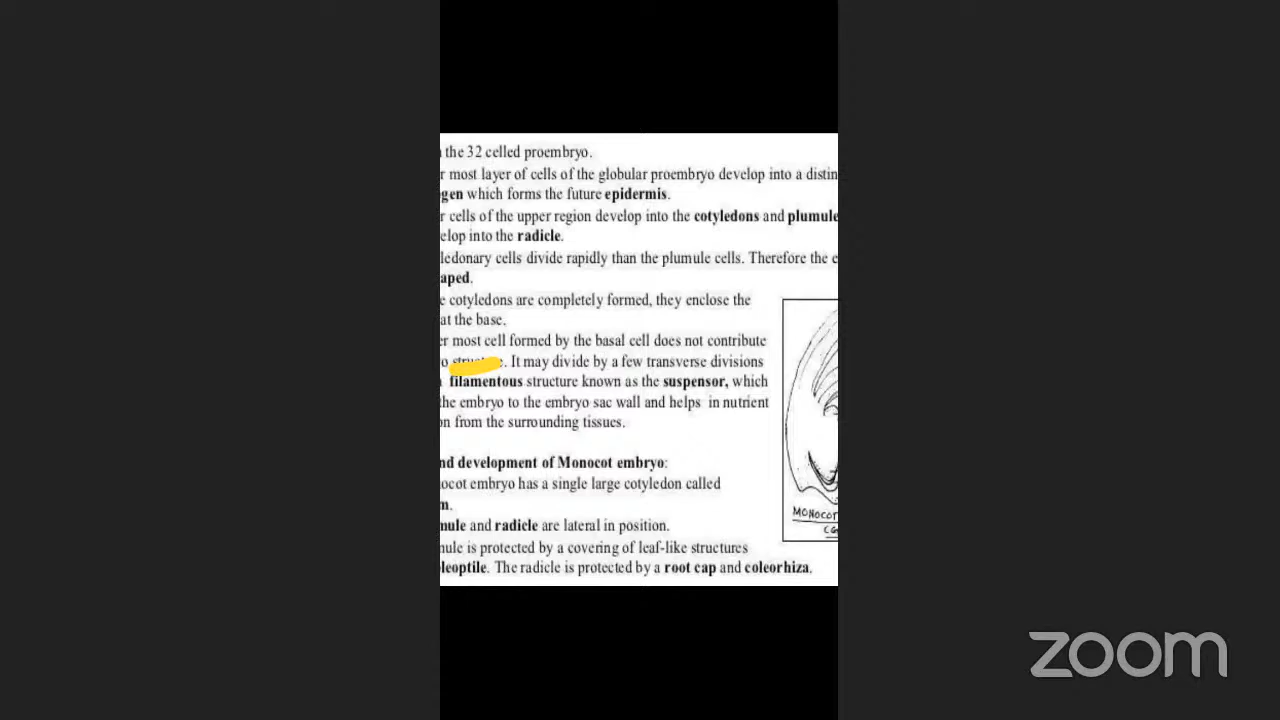 the 32 celled proembryo.
r most layer of cells of the globular proembryo develop into a distin
gen which forms the future epidermis.
r cells of the upper region develop into the cotyledons and plumule
elop into the radicle.
ledonary cells divide rapidly than the plumule cells. Therefore the e
aped.
e cotyledons are completely formed, they enclose the
at the base.
er most cell formed by the basal cell does not contribute
o structure. It may divide by a few transverse divisions
filamentous structure known as the suspensor, which
the embryo to the embryo sac wall and helps in nutrient
on from the surrounding tissues.
nd development of Monocot embryo:
ocot embryo has a single large cotyledon called
m.
mule and radicle are lateral in position.
mule is protected by a covering of leaf-like structures
leoptile. The radicle is protected by a root cap and coleorhiza.
MONOCOT
zoom